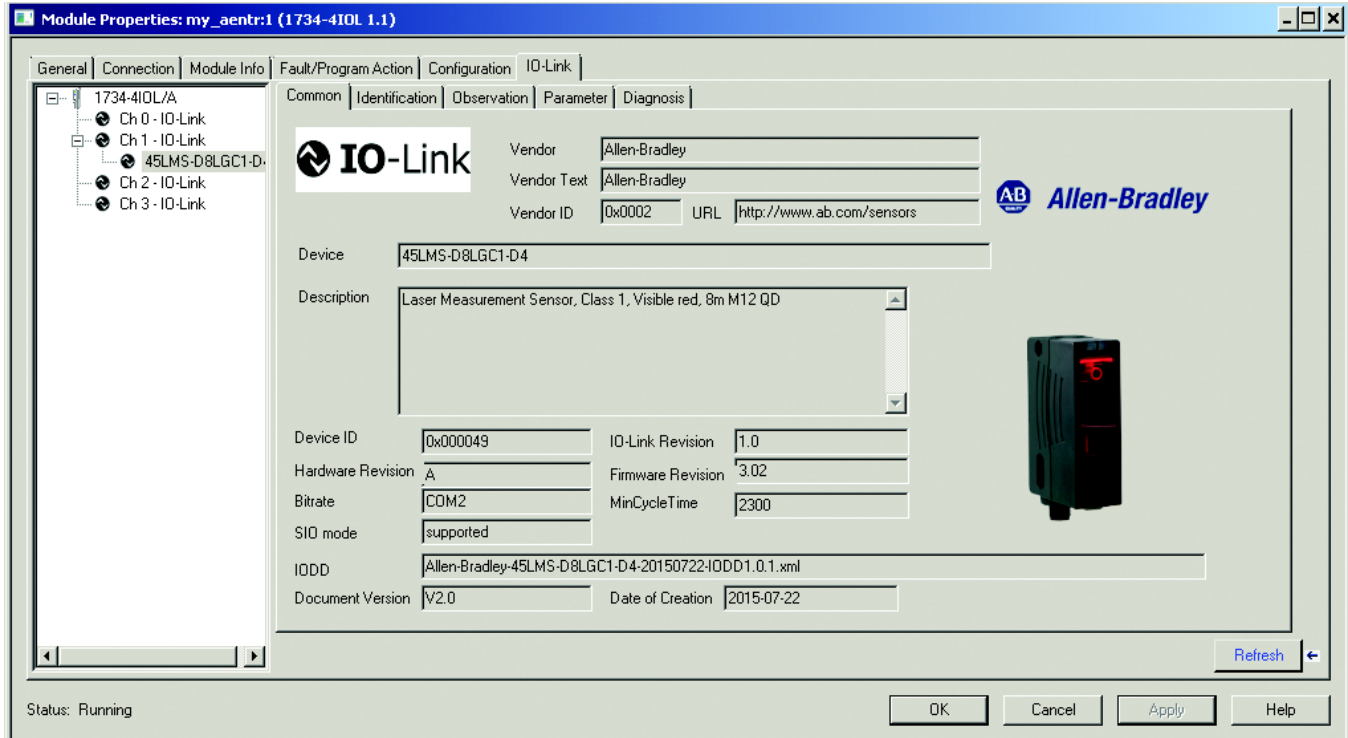 Module Properties: my_aentr:1 (1734-4IOL 1.1)
General Connection Module Info Fault/Program Action Configuration IO-Link
1734-4IOL/A
Ch 0 - IO-Link
Ch 1 - IO-Link
45LMS-D8LGC1-D
Ch 2 - IO-Link
Ch 3 - IO-Link
Common Identification Observation Parameter Diagnosis
IO-Link
Vendor Allen-Bradley
Vendor Text Allen-Bradley
Vendor ID 0x0002 URL http://www.ab.com/sensors
AB Allen-Bradley
Device 45LMS-D8LGC1-D4
Description Laser Measurement Sensor, Class 1, Visible red, 8m M12 QD
Device ID 0x000049 IO-Link Revision 1.0
Hardware Revision A Firmware Revision 3.02
Bitrate COM2 MinCycleTime 2300
SIO mode supported
IODD Allen-Bradley-45LMS-D8LGC1-D4-20150722-IODD1.0.1.xml
Document Version V2.0 Date of Creation 2015-07-22
Refresh
Status: Running
OK Cancel Apply Help